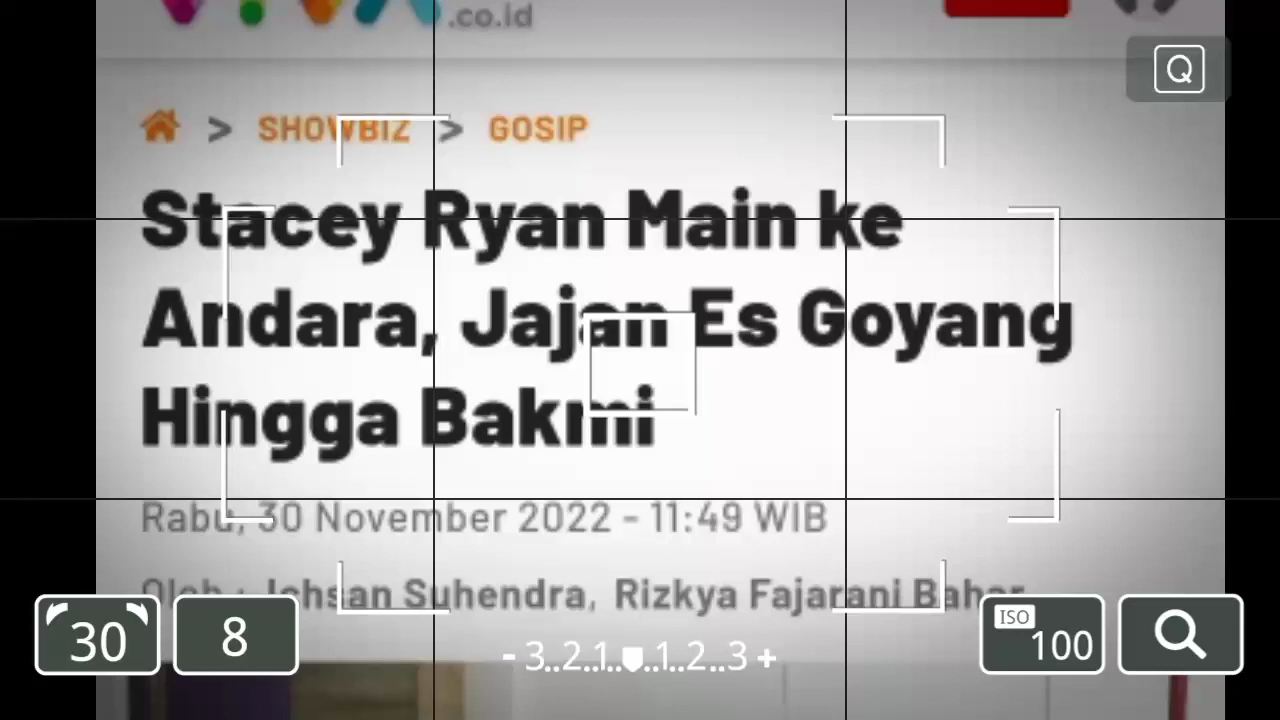 .co.id
Q
> SHOWBIZ > GOSIP
Stacey Ryan Main ke
Andara, Jajan Es Goyang
Hingga Bakmi
Rabu, 30 November 2022 - 11:49 WIB
Oleh : Ichsan Suhendra, Rizkya Fajarani Bahar
30
8
- 3..2..1.. ..1..2..3 +
ISO 100